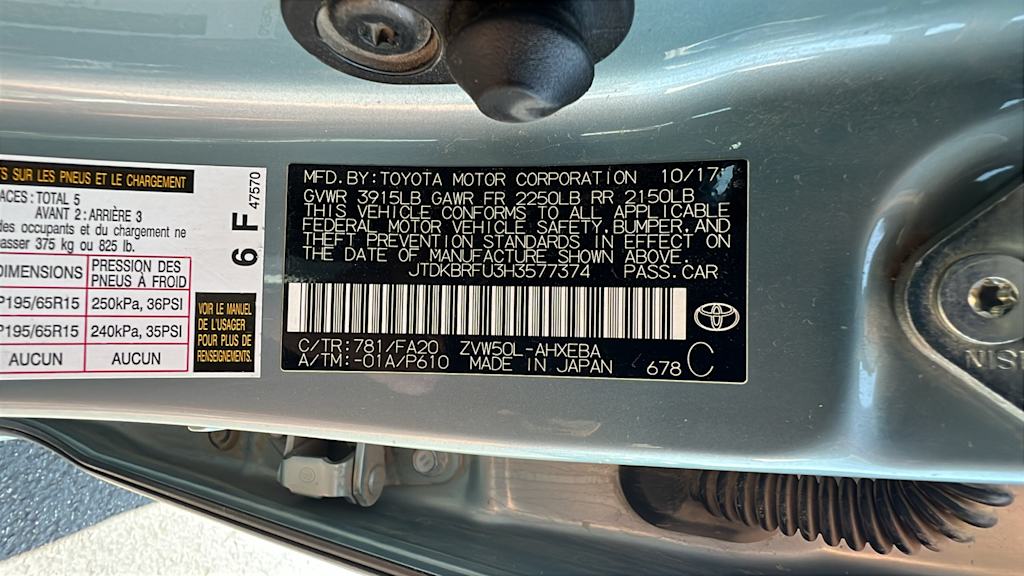 TS SUR LES PNEUS ET LE CHARGEMENT
ACES: TOTAL 5
AVANT 2: ARRIÈRE 3
des occupants et du chargement ne
passer 375 kg ou 825 lb.
DIMENSIONS PRESSION DES PNEUS À FROID
P195/65R15 250kPa, 36PSI
P195/65R15 240kPa, 35PSI
AUCUN AUCUN
6 F 47570
VOIR LE MANUEL
DE L'USAGER
POUR PLUS DE
RENSEIGNEMENTS
MFD.BY:TOYOTA MOTOR CORPORATION 10/17
GVWR 3915LB GAWR FR 2250LB RR 2150LB
THIS VEHICLE CONFORMS TO ALL APPLICABLE
FEDERAL MOTOR VEHICLE SAFETY,BUMPER,AND
THEFT PREVENTION STANDARDS IN EFFECT ON
THE DATE OF MANUFACTURE SHOWN ABOVE.
JTDKBRFU3H3577374 PASS.CAR
C/TR:781/FA20 ZVW50L-AHXEBA
A/TM:-01A/P610 MADE IN JAPAN 678 C
NISH